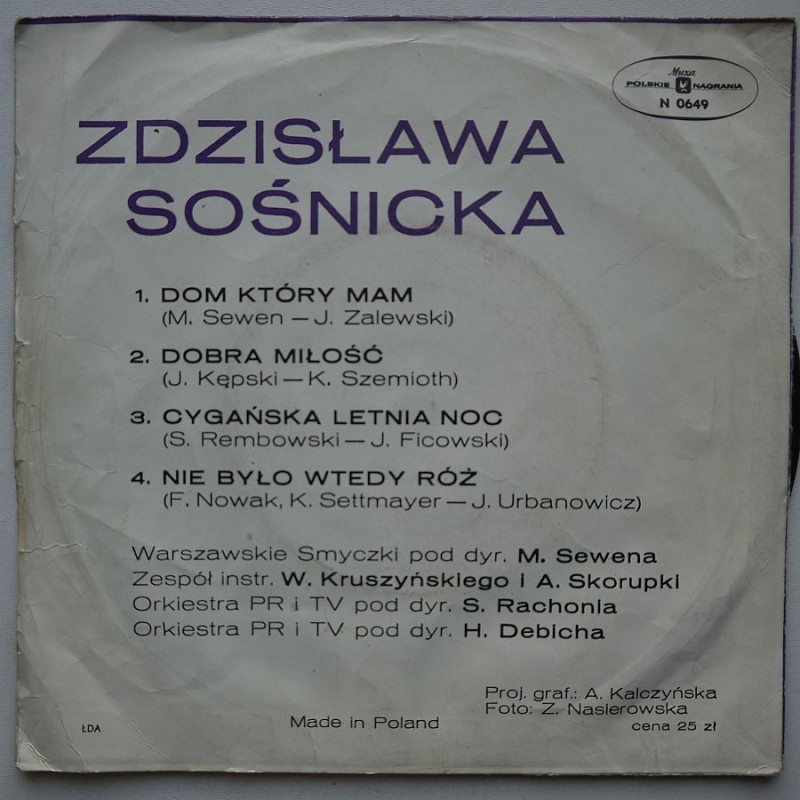 Muza
POLSKIE NAGRANIA
N 0649
ZDZISŁAWA
SOŚNICKA
1. DOM KTÓRY MAM
(M. Sewen — J. Zalewski)
2. DOBRA MIŁOŚĆ
(J. Kępski — K. Szemioth)
3. CYGAŃSKA LETNIA NOC
(S. Rembowski — J. Ficowski)
4. NIE BYŁO WTEDY RÓŻ
(F. Nowak, K. Settmayer — J. Urbanowicz)
Warszawskie Smyczki pod dyr. M. Sewena
Zespół instr. W. Kruszyńskiego i A. Skorupki
Orkiestra PR i TV pod dyr. S. Rachonia
Orkiestra PR i TV pod dyr. H. Debicha
Proj. graf.: A. Kalczyńska
Foto: Z. Nasierowska
ŁDA Made in Poland cena 25 zł